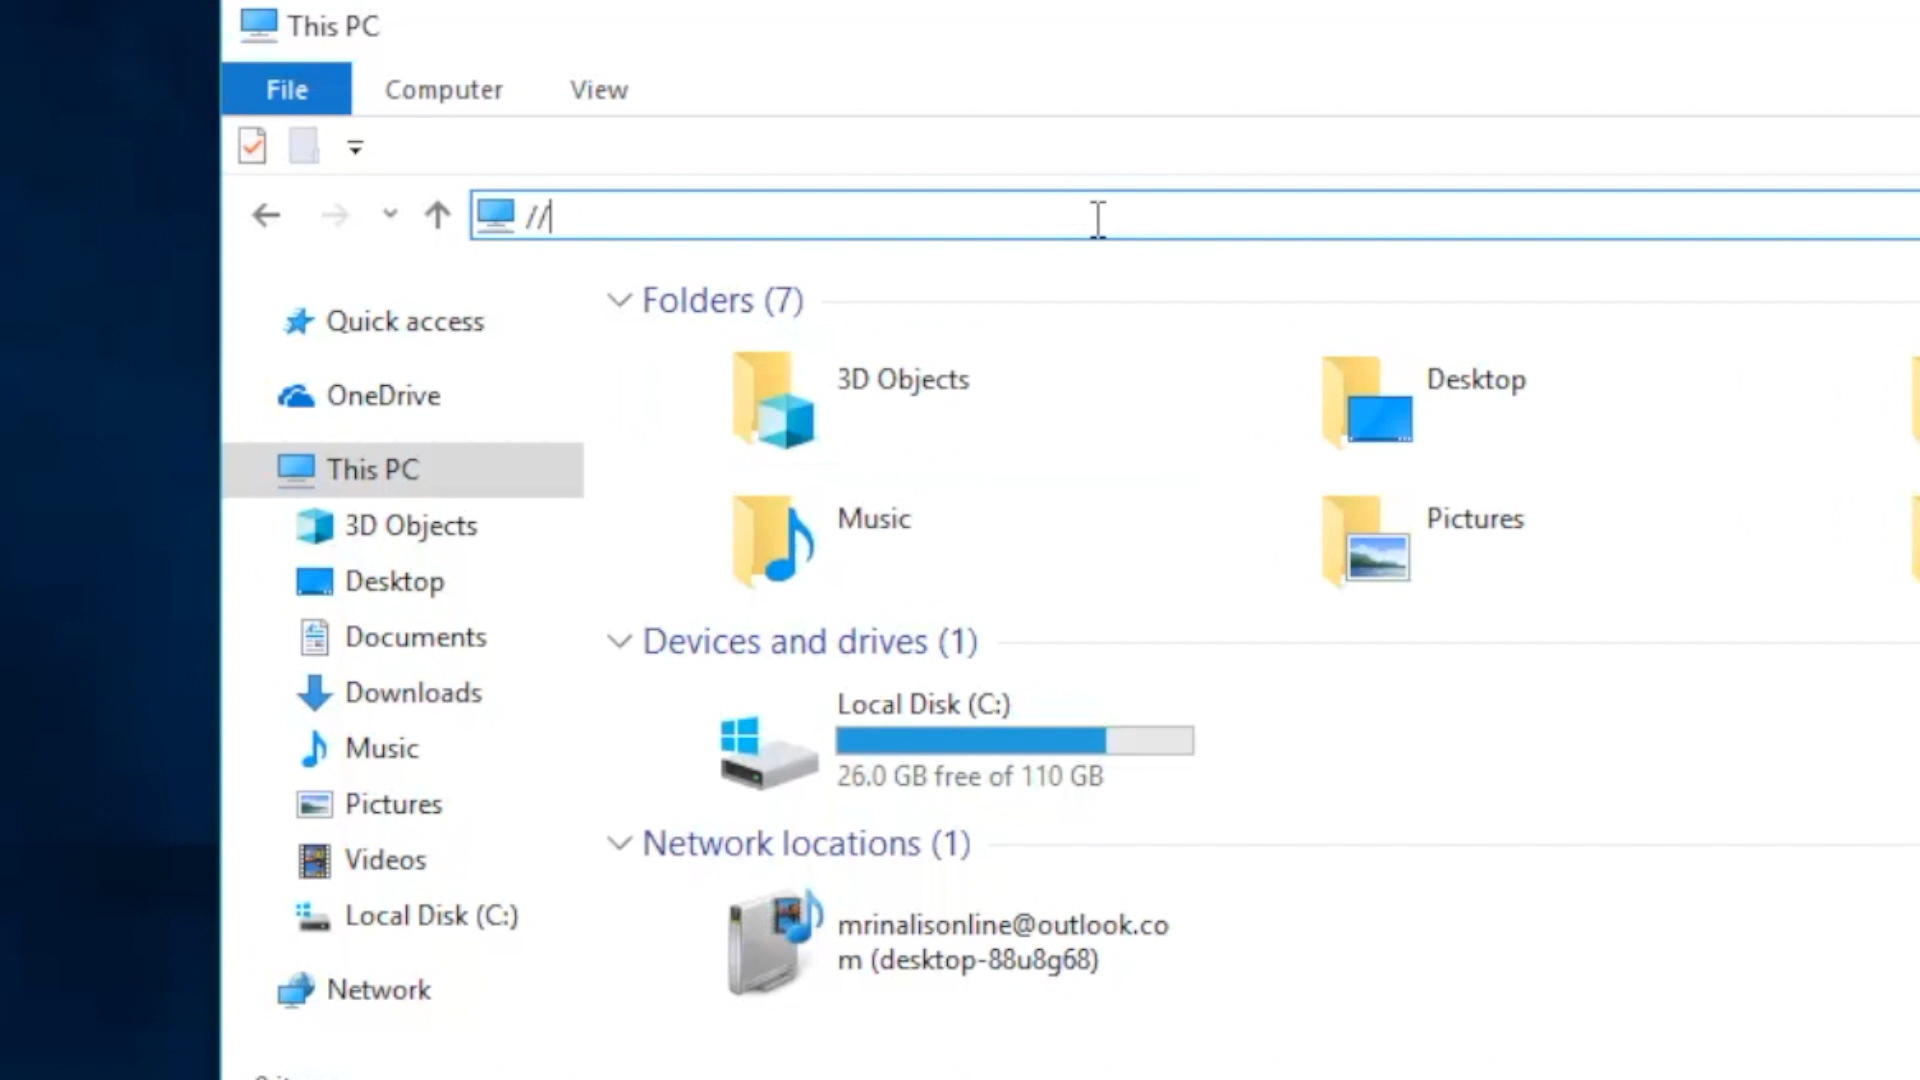 This PC
File Computer View
//
Quick access
OneDrive
This PC
3D Objects
Desktop
Documents
Downloads
Music
Pictures
Videos
Local Disk (C:)
Network
Folders (7)
3D Objects
Desktop
Music
Pictures
Devices and drives (1)
Local Disk (C:)
26.0 GB free of 110 GB
Network locations (1)
mrinalisonline@outlook.co
m (desktop-88u8g68)